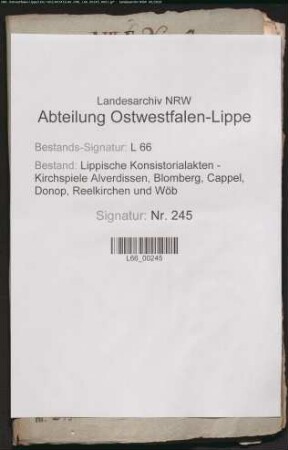 Landesarchiv NRW
Abteilung Ostwestfalen-Lippe
Bestands-Signatur: L 66
Bestand: Lippische Konsistorialakten -
Kirchspiele Alverdissen, Blomberg, Cappel,
Donop, Reelkirchen und Wöb
Signatur: Nr. 245
L66_00245